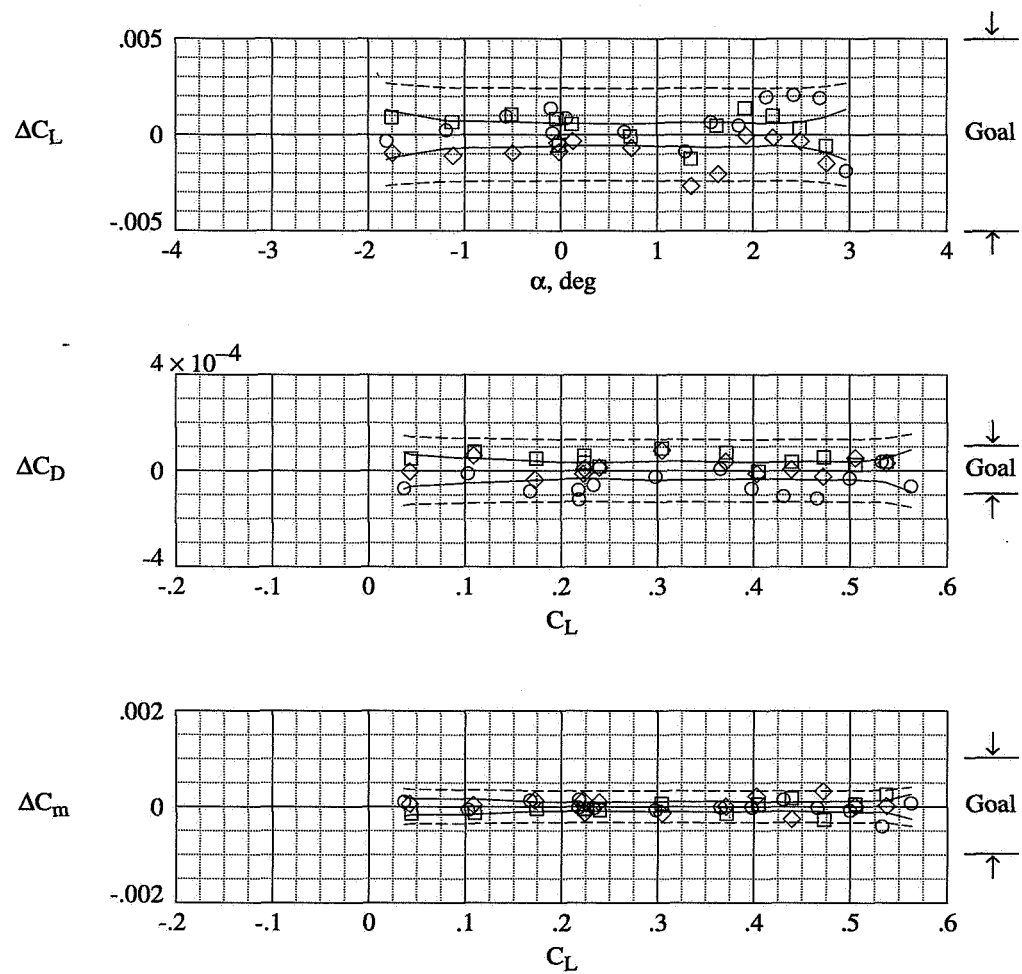 .005
ΔC_L
0
-.005
Goal
-4 -3 -2 -1 0 1 2 3 4
α, deg
4 × 10⁻⁴
ΔC_D
0
-4
Goal
-.2 -.1 0 .1 .2 .3 .4 .5 .6
C_L
.002
ΔC_m
0
-.002
Goal
-.2 -.1 0 .1 .2 .3 .4 .5 .6
C_L